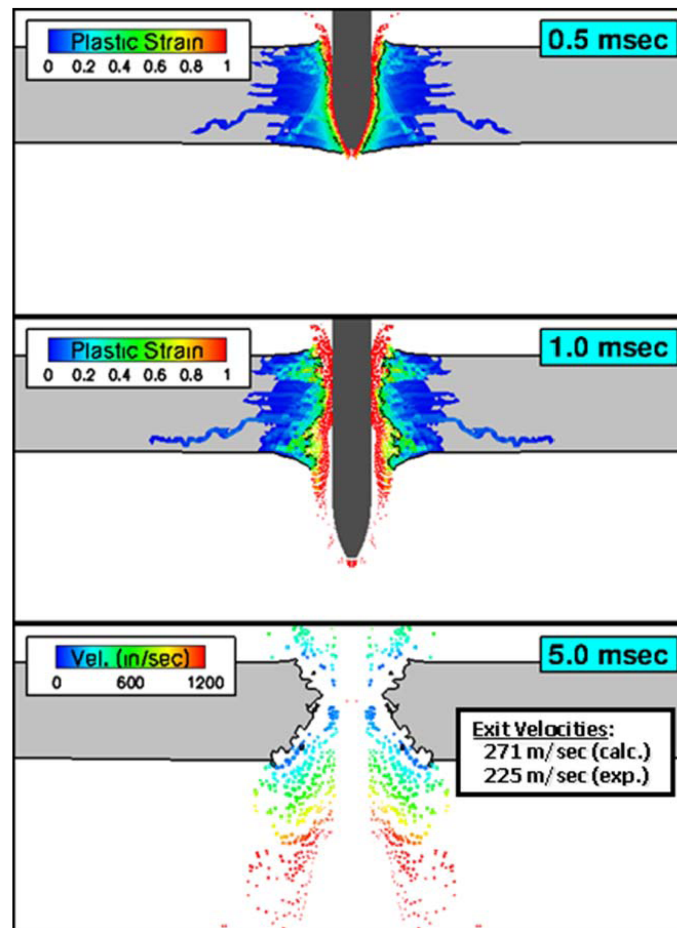 Plastic Strain
0 0.2 0.4 0.6 0.8 1
0.5 msec
Plastic Strain
0 0.2 0.4 0.6 0.8 1
1.0 msec
Vel. (in/sec)
0 600 1200
5.0 msec
Exit Velocities:
271 m/sec (calc.)
225 m/sec (exp.)